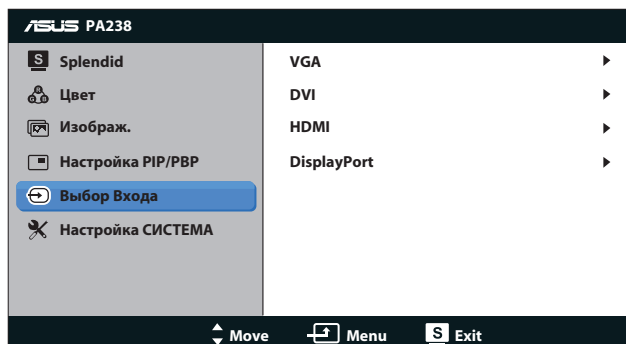 ASUS PA238
S Splendid
Цвет
Изображ.
Настройка PIP/PBP
Выбор Входа
Настройка СИСТЕМА
VGA
DVI
HDMI
DisplayPort
Move Menu S Exit